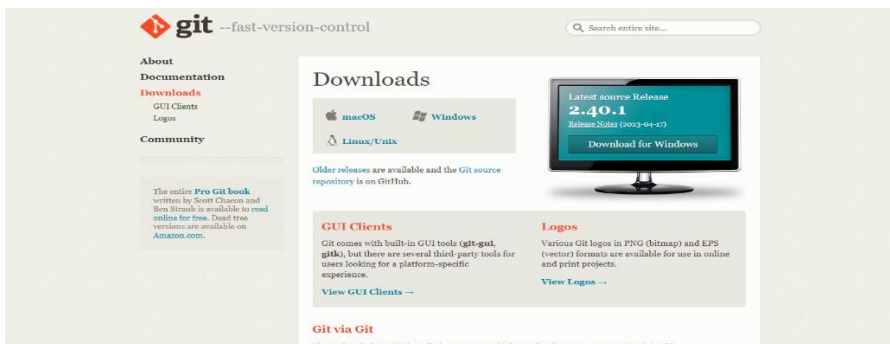 git --fast-version-control
Search entire site...
About
Documentation
Downloads
GUI Clients
Logos
Community
The entire Pro Git book
written by Scott Chacon and
Ben Straub is available to read
online for free. Dead tree
versions are available on
Amazon.com.
Downloads
macOS
Windows
Linux/Unix
Older releases are available and the Git source
repository is on GitHub.
Latest source Release
2.40.1
Release Notes (2023-04-17)
Download for Windows
GUI Clients
Git comes with built-in GUI tools (git-gui,
gitk), but there are several third-party tools for
users looking for a platform-specific
experience.
View GUI Clients →
Logos
Various Git logos in PNG (bitmap) and EPS
(vector) formats are available for use in online
and print projects.
View Logos →
Git via Git